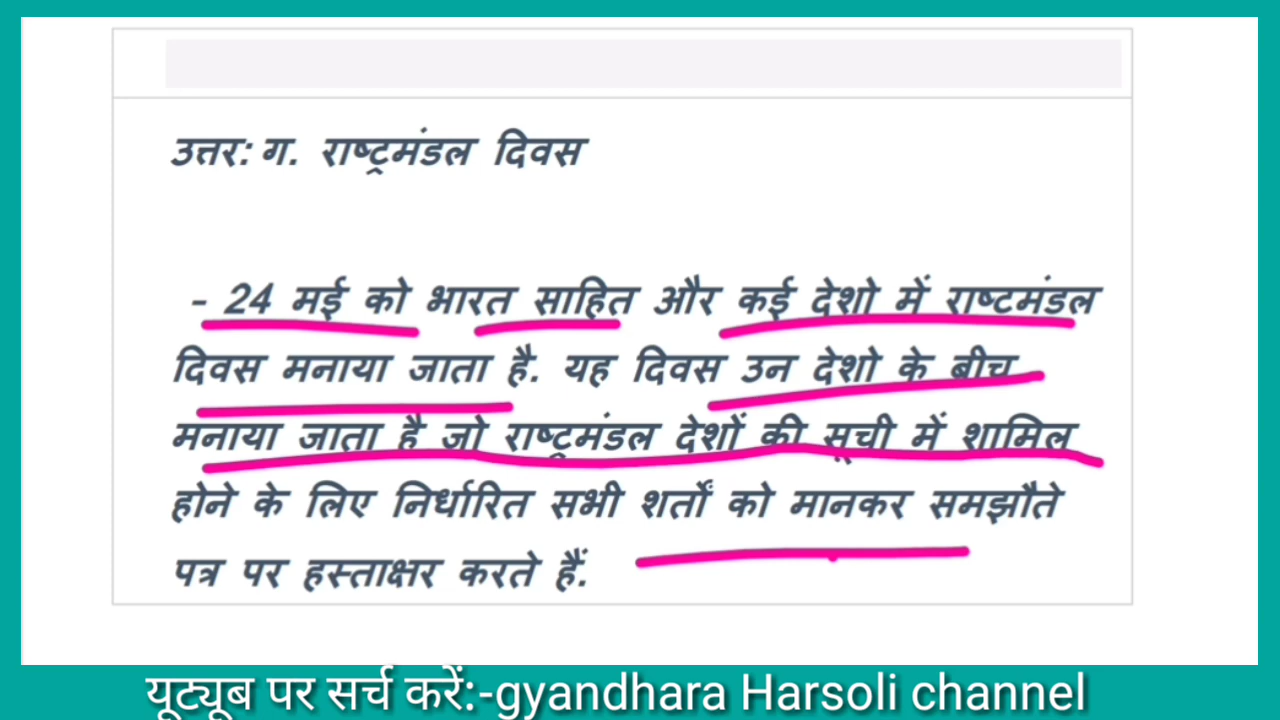 उत्तर: ग. राष्ट्रमंडल दिवस
- 24 मई को भारत साहित और कई देशो में राष्टमंडल
दिवस मनाया जाता है. यह दिवस उन देशो के बीच
मनाया जाता है जो राष्ट्रमंडल देशों की सूची में शामिल
होने के लिए निर्धारित सभी शर्तों को मानकर समझौते
पत्र पर हस्ताक्षर करते हैं.
यूट्यूब पर सर्च करें:-gyandhara Harsoli channel